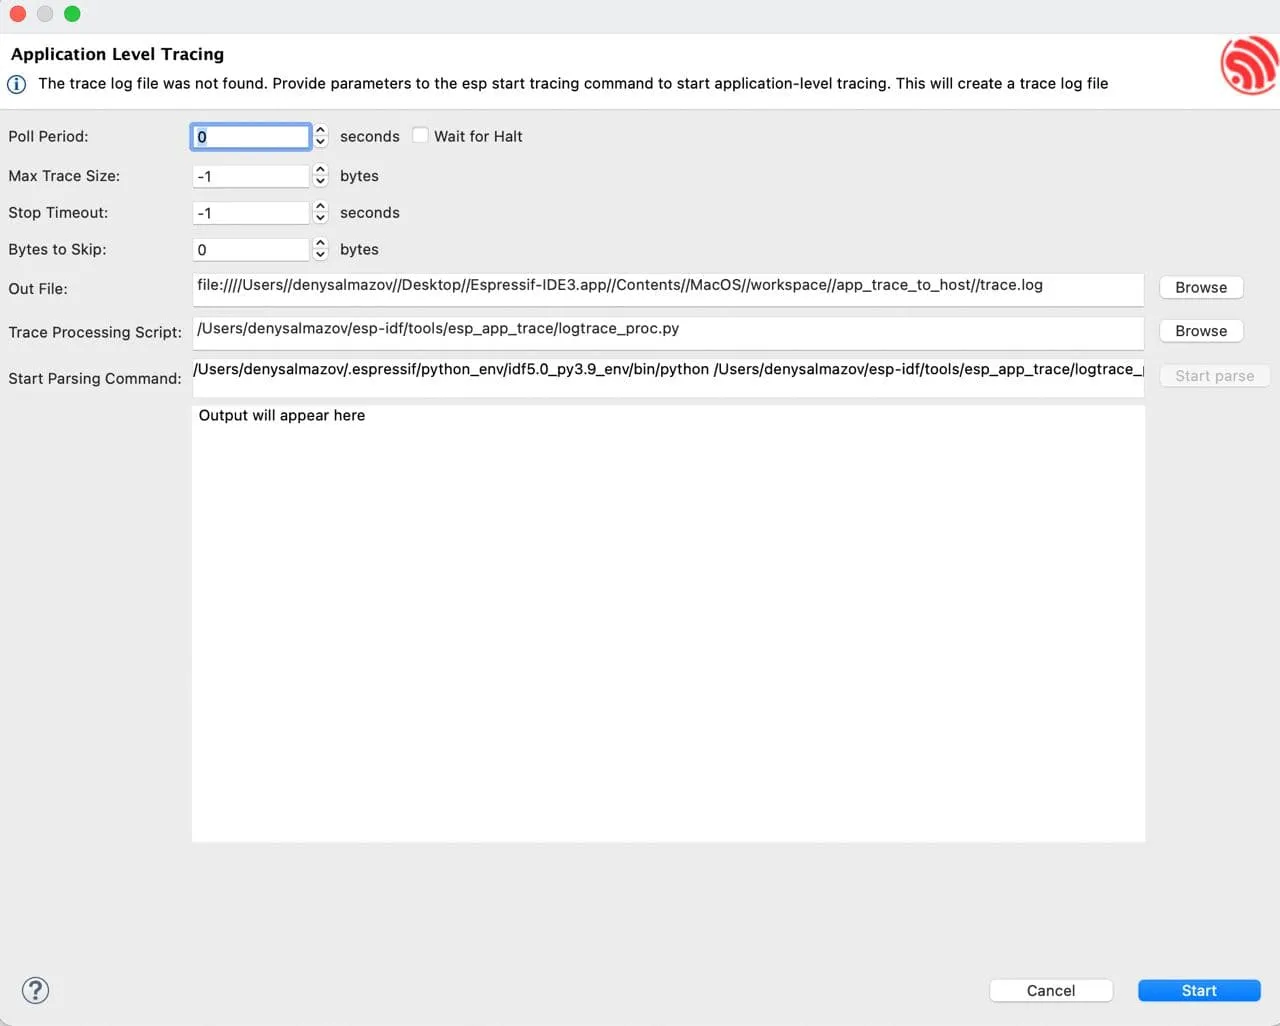 Application Level Tracing
The trace log file was not found. Provide parameters to the esp start tracing command to start application-level tracing. This will create a trace log file
Poll Period: 0 seconds Wait for Halt
Max Trace Size: -1 bytes
Stop Timeout: -1 seconds
Bytes to Skip: 0 bytes
Out File: file:////Users//denysalmazov//Desktop//Espressif-IDE3.app//Contents//MacOS//workspace//app_trace_to_host//trace.log Browse
Trace Processing Script: /Users/denysalmazov/esp-idf/tools/esp_app_trace/logtrace_proc.py Browse
Start Parsing Command: /Users/denysalmazov/.espressif/python_env/idf5.0_py3.9_env/bin/python /Users/denysalmazov/esp-idf/tools/esp_app_trace/logtrace_ Start parse
Output will appear here
? Cancel Start